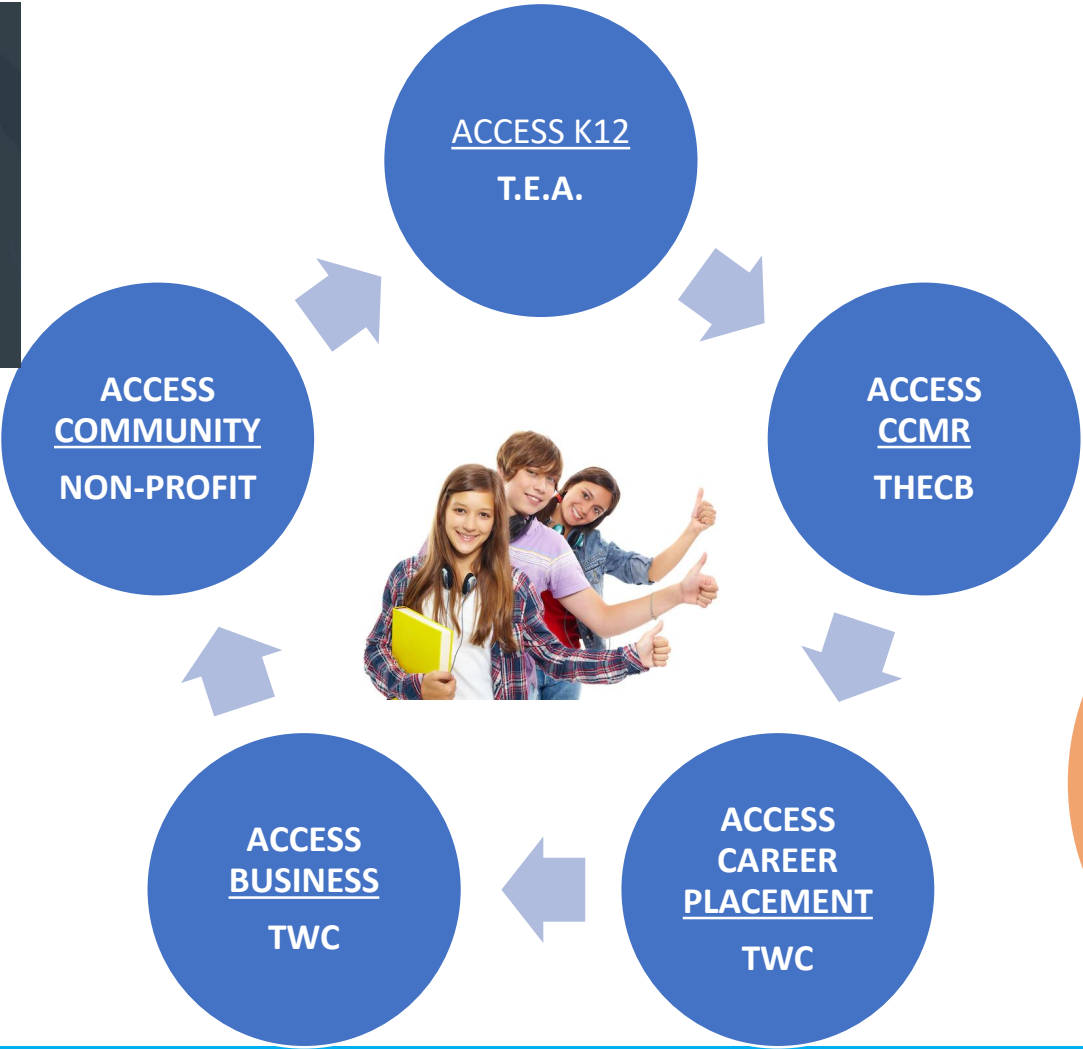 ACCESS K12
T.E.A.
ACCESS
CCMR
THECB
ACCESS
CAREER
PLACEMENT
TWC
ACCESS
BUSINESS
TWC
ACCESS
COMMUNITY
NON-PROFIT